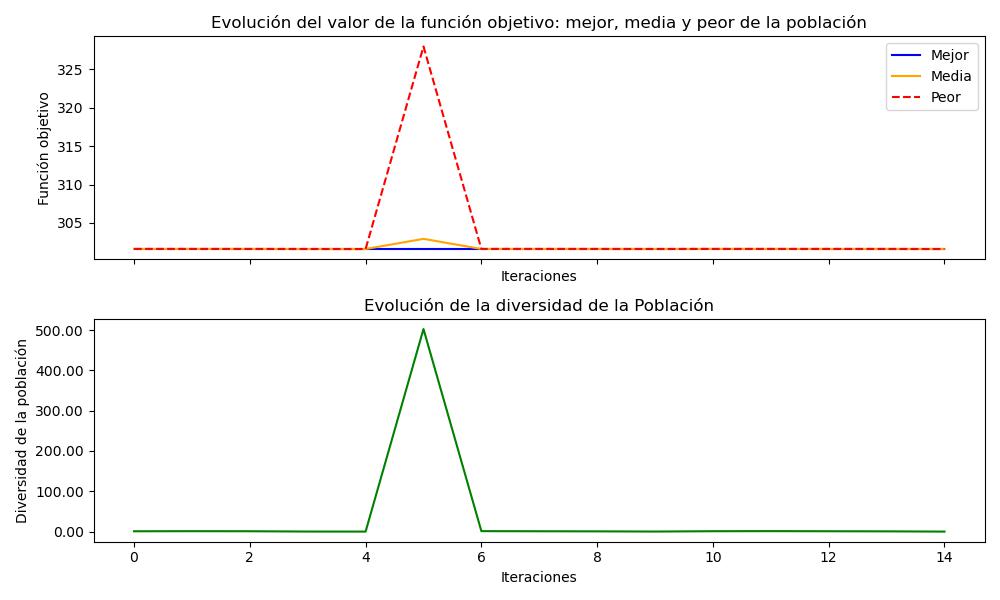 Evolución del valor de la función objetivo: mejor, media y peor de la población
Función objetivo
325
320
315
310
305
Mejor
Media
Peor
Iteraciones
Evolución de la diversidad de la Población
Diversidad de la población
500.00
400.00
300.00
200.00
100.00
0.00
0 2 4 6 8 10 12 14
Iteraciones